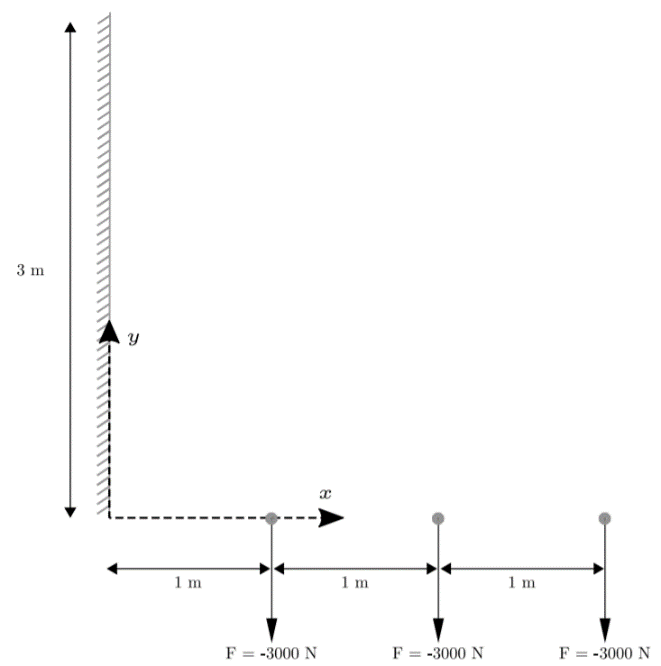 3 m
y
x
1 m
1 m
1 m
F = -3000 N
F = -3000 N
F = -3000 N